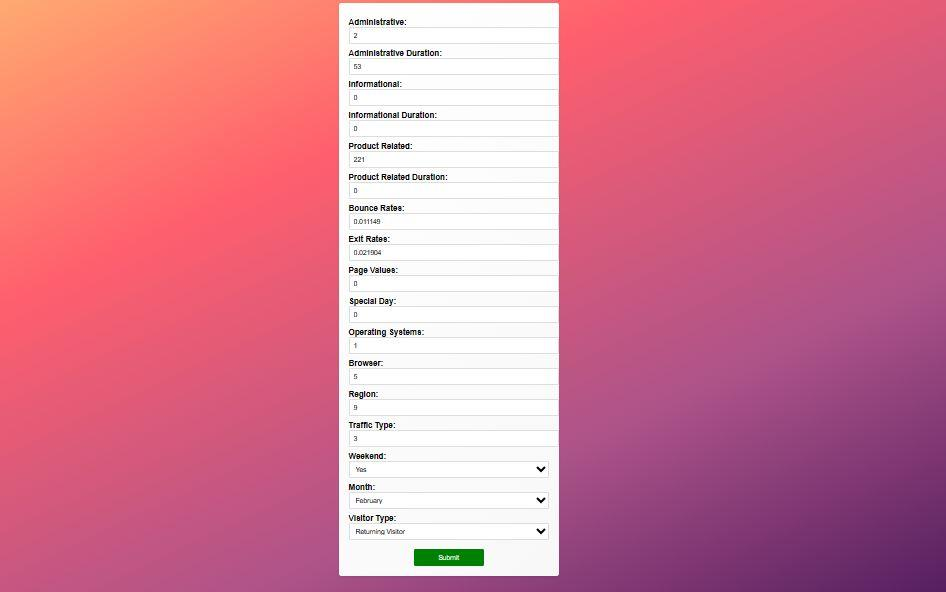 Administrative:
2
Administrative Duration:
53
Informational:
0
Informational Duration:
0
Product Related:
221
Product Related Duration:
0
Bounce Rates:
0.011149
Exit Rates:
0.021904
Page Values:
0
Special Day:
0
Operating Systems:
1
Browser:
5
Region:
9
Traffic Type:
3
Weekend:
Yes
Month:
February
Visitor Type:
Returning Visitor
Submit